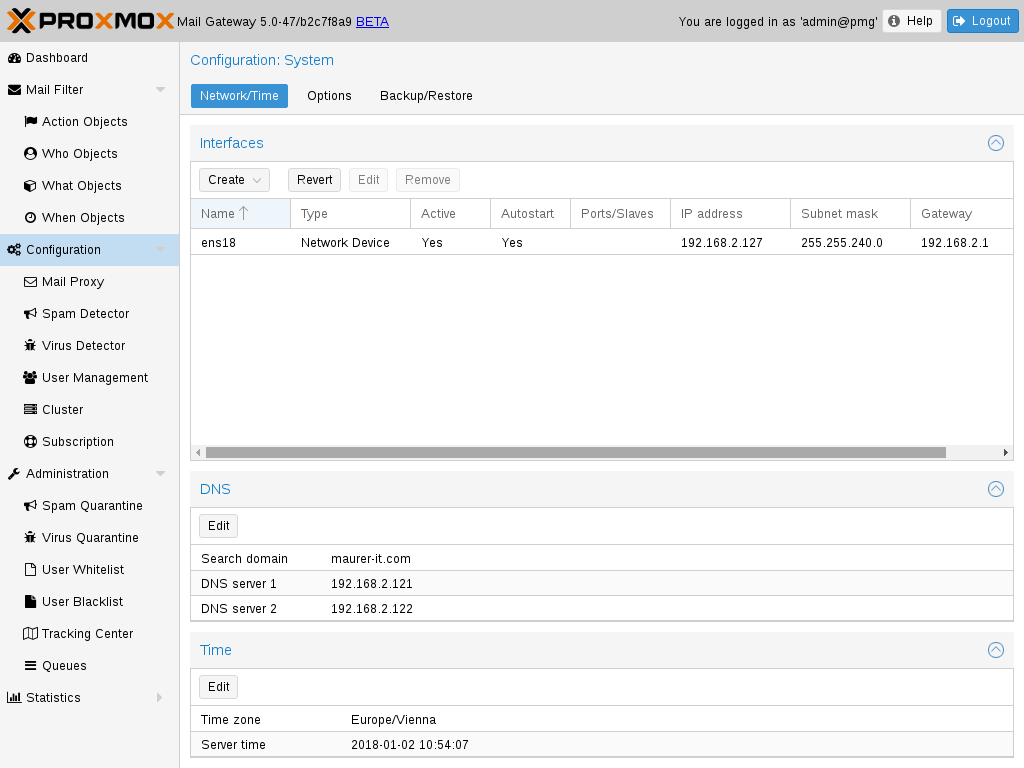 PROXMOX Mail Gateway 5.0-47/b2c7f8a9 BETA You are logged in as 'admin@pmg' Help Logout
Dashboard
Mail Filter
Action Objects
Who Objects
What Objects
When Objects
Configuration
Mail Proxy
Spam Detector
Virus Detector
User Management
Cluster
Subscription
Administration
Spam Quarantine
Virus Quarantine
User Whitelist
User Blacklist
Tracking Center
Queues
Statistics
Configuration: System
Network/Time Options Backup/Restore
Interfaces
Create Revert Edit Remove
Name Type Active Autostart Ports/Slaves IP address Subnet mask Gateway
ens18 Network Device Yes Yes 192.168.2.127 255.255.240.0 192.168.2.1
DNS
Edit
Search domain maurer-it.com
DNS server 1 192.168.2.121
DNS server 2 192.168.2.122
Time
Edit
Time zone Europe/Vienna
Server time 2018-01-02 10:54:07